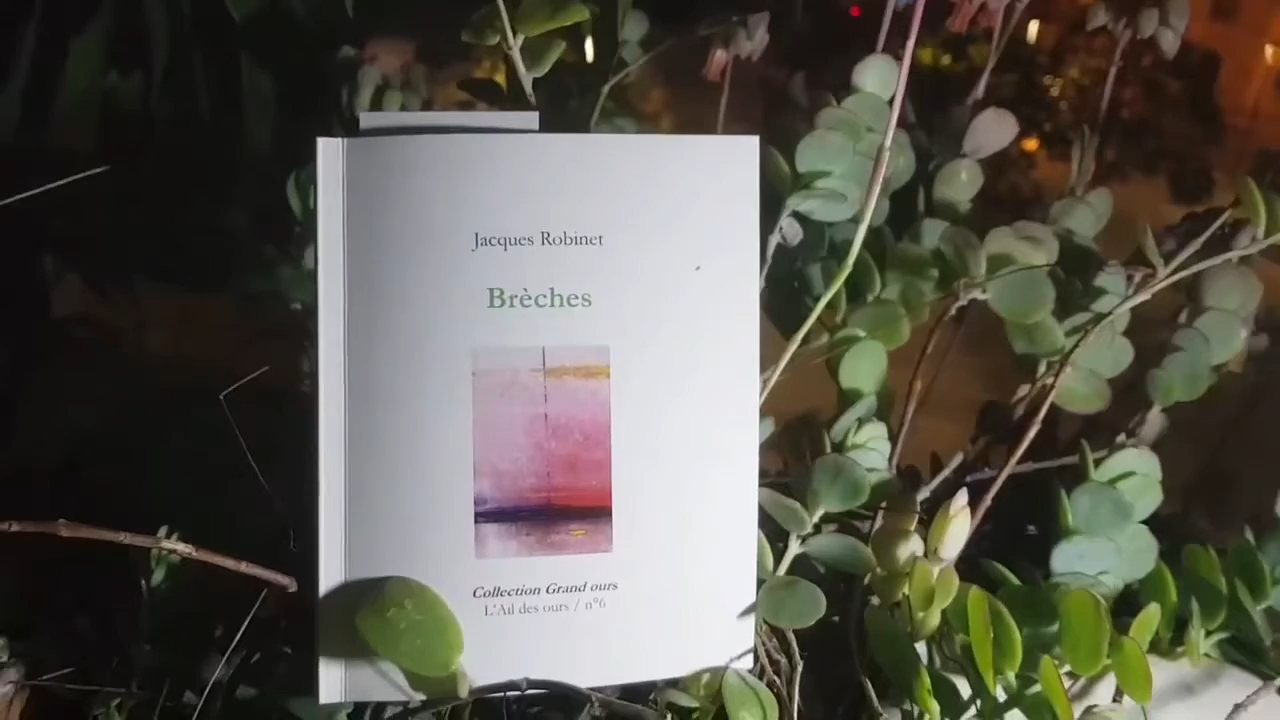 Jacques Robinet
Brèches
Collection Grand ours
L'Ail des ours / n°6